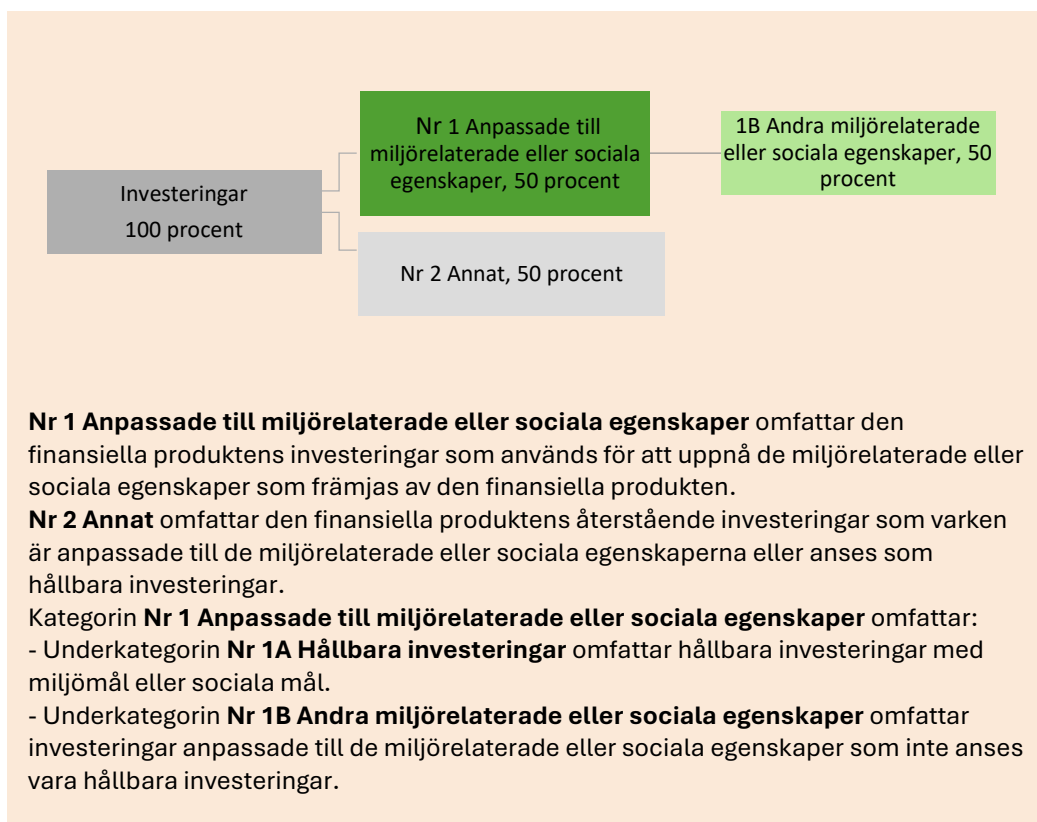 Nr 1 Anpassade till
miljörelaterade eller sociala
egenskaper, 50 procent
1B Andra miljörelaterade
eller sociala egenskaper, 50
procent
Investeringar
100 procent
Nr 2 Annat, 50 procent
Nr 1 Anpassade till miljörelaterade eller sociala egenskaper omfattar den
finansiella produktens investeringar som används för att uppnå de miljörelaterade eller
sociala egenskaper som främjas av den finansiella produkten.
Nr 2 Annat omfattar den finansiella produktens återstående investeringar som varken
är anpassade till de miljörelaterade eller sociala egenskaperna eller anses som
hållbara investeringar.
Kategorin Nr 1 Anpassade till miljörelaterade eller sociala egenskaper omfattar:
- Underkategorin Nr 1A Hållbara investeringar omfattar hållbara investeringar med
miljömål eller sociala mål.
- Underkategorin Nr 1B Andra miljörelaterade eller sociala egenskaper omfattar
investeringar anpassade till de miljörelaterade eller sociala egenskaper som inte anses
vara hållbara investeringar.